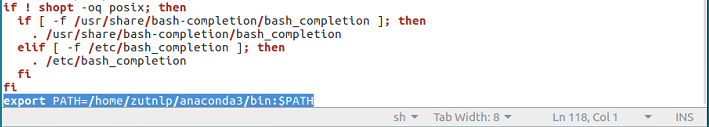 if ! shopt -oq posix; then
  if [ -f /usr/share/bash-completion/bash_completion ]; then
    . /usr/share/bash-completion/bash_completion
  elif [ -f /etc/bash_completion ]; then
    . /etc/bash_completion
  fi
fi
export PATH=/home/zutnlp/anaconda3/bin:$PATH
sh Tab Width: 8 Ln 118, Col 1 INS